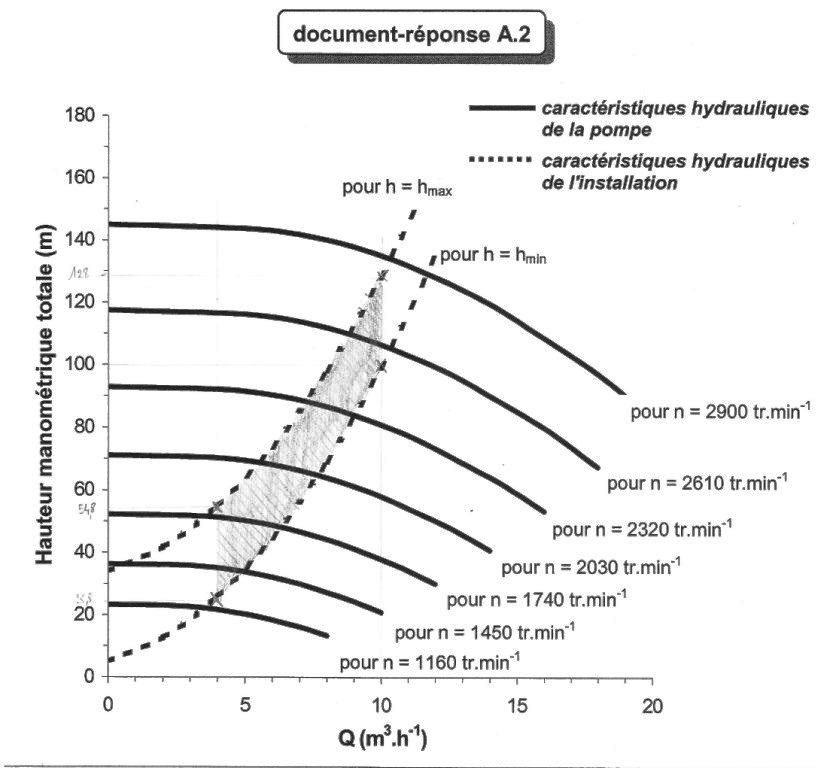 document-réponse A.2
caractéristiques hydrauliques
de la pompe
caractéristiques hydrauliques
de l'installation
pour h = hmax
pour h = hmin
Hauteur manométrique totale (m)
180
160
140
128
120
100
80
60
54,8
40
20
0
pour n = 2900 tr.min-1
pour n = 2610 tr.min-1
pour n = 2320 tr.min-1
pour n = 2030 tr.min-1
pour n = 1740 tr.min-1
pour n = 1450 tr.min-1
pour n = 1160 tr.min-1
0 5 10 15 20
Q (m3.h-1)